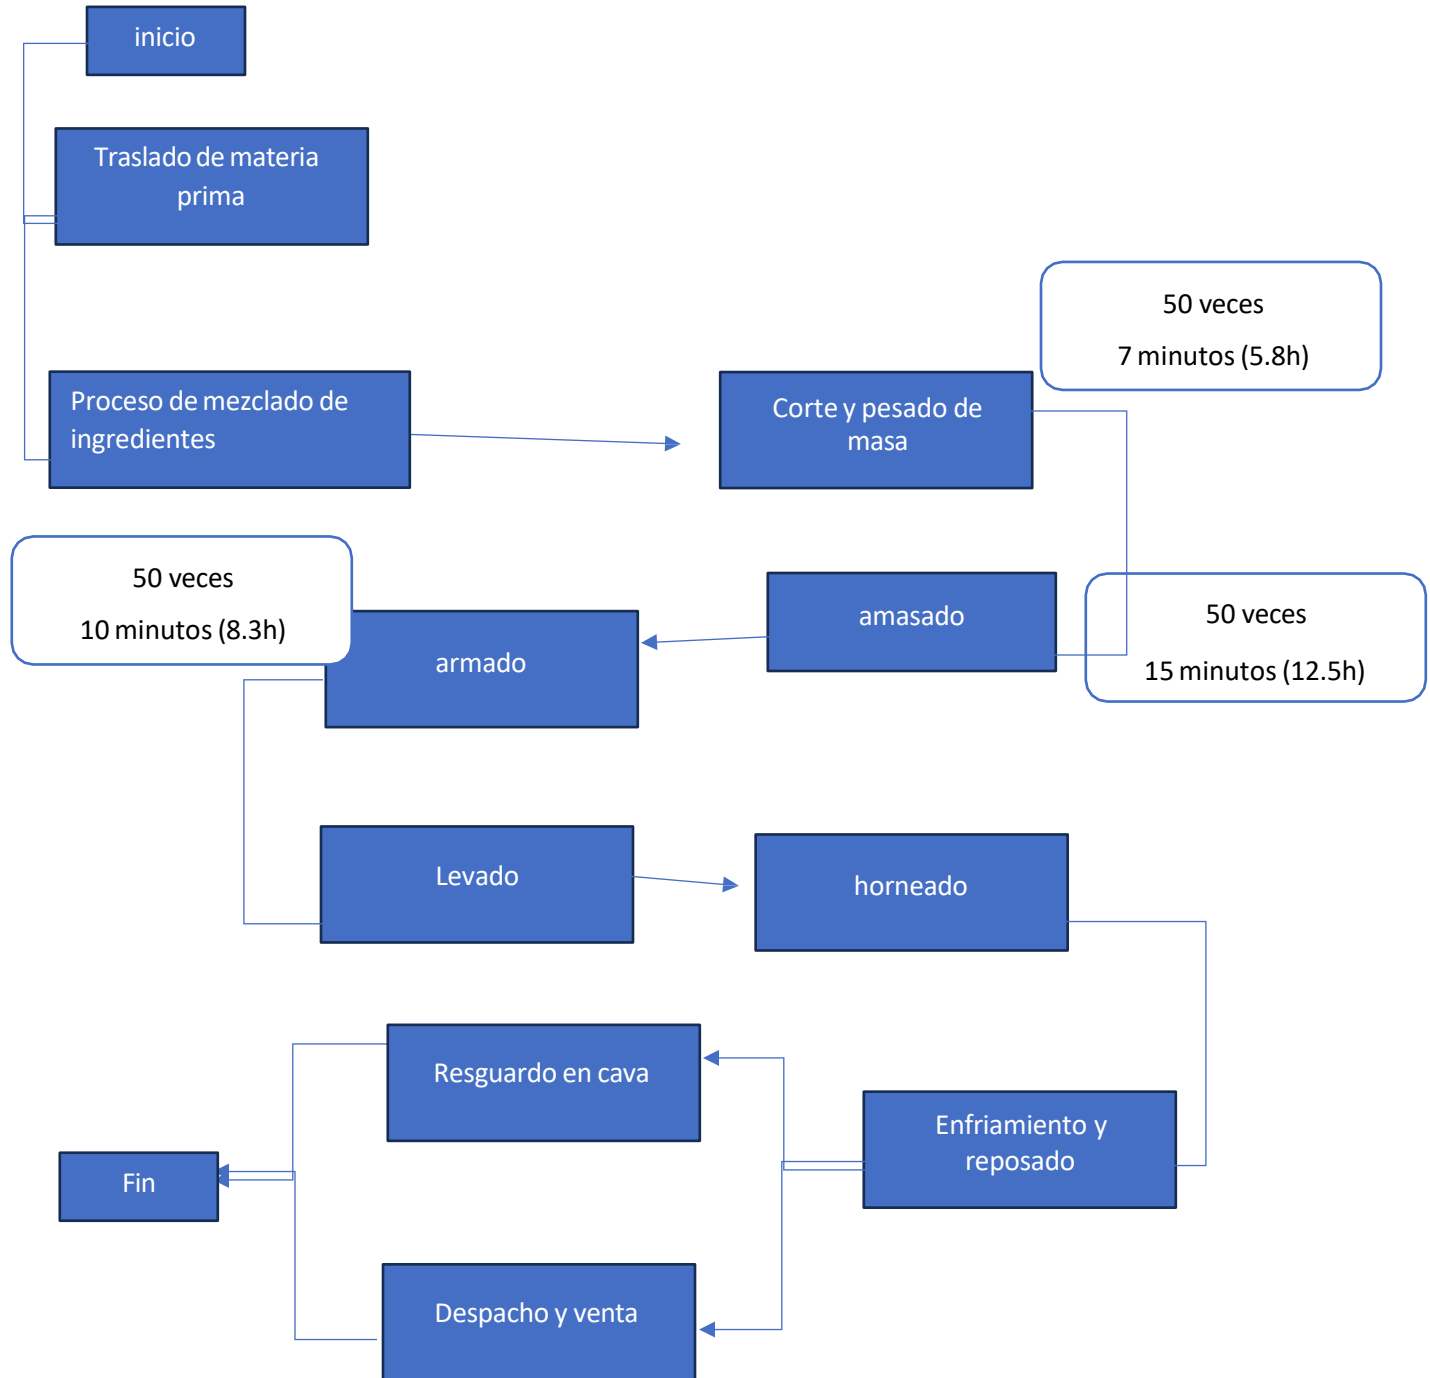 inicio
Traslado de materia
prima
50 veces
7 minutos (5.8h)
Proceso de mezclado de
ingredientes
Corte y pesado de
masa
50 veces
10 minutos (8.3h)
armado
amasado
50 veces
15 minutos (12.5h)
Levado
horneado
Resguardo en cava
Enfriamiento y
reposado
Fin
Despacho y venta